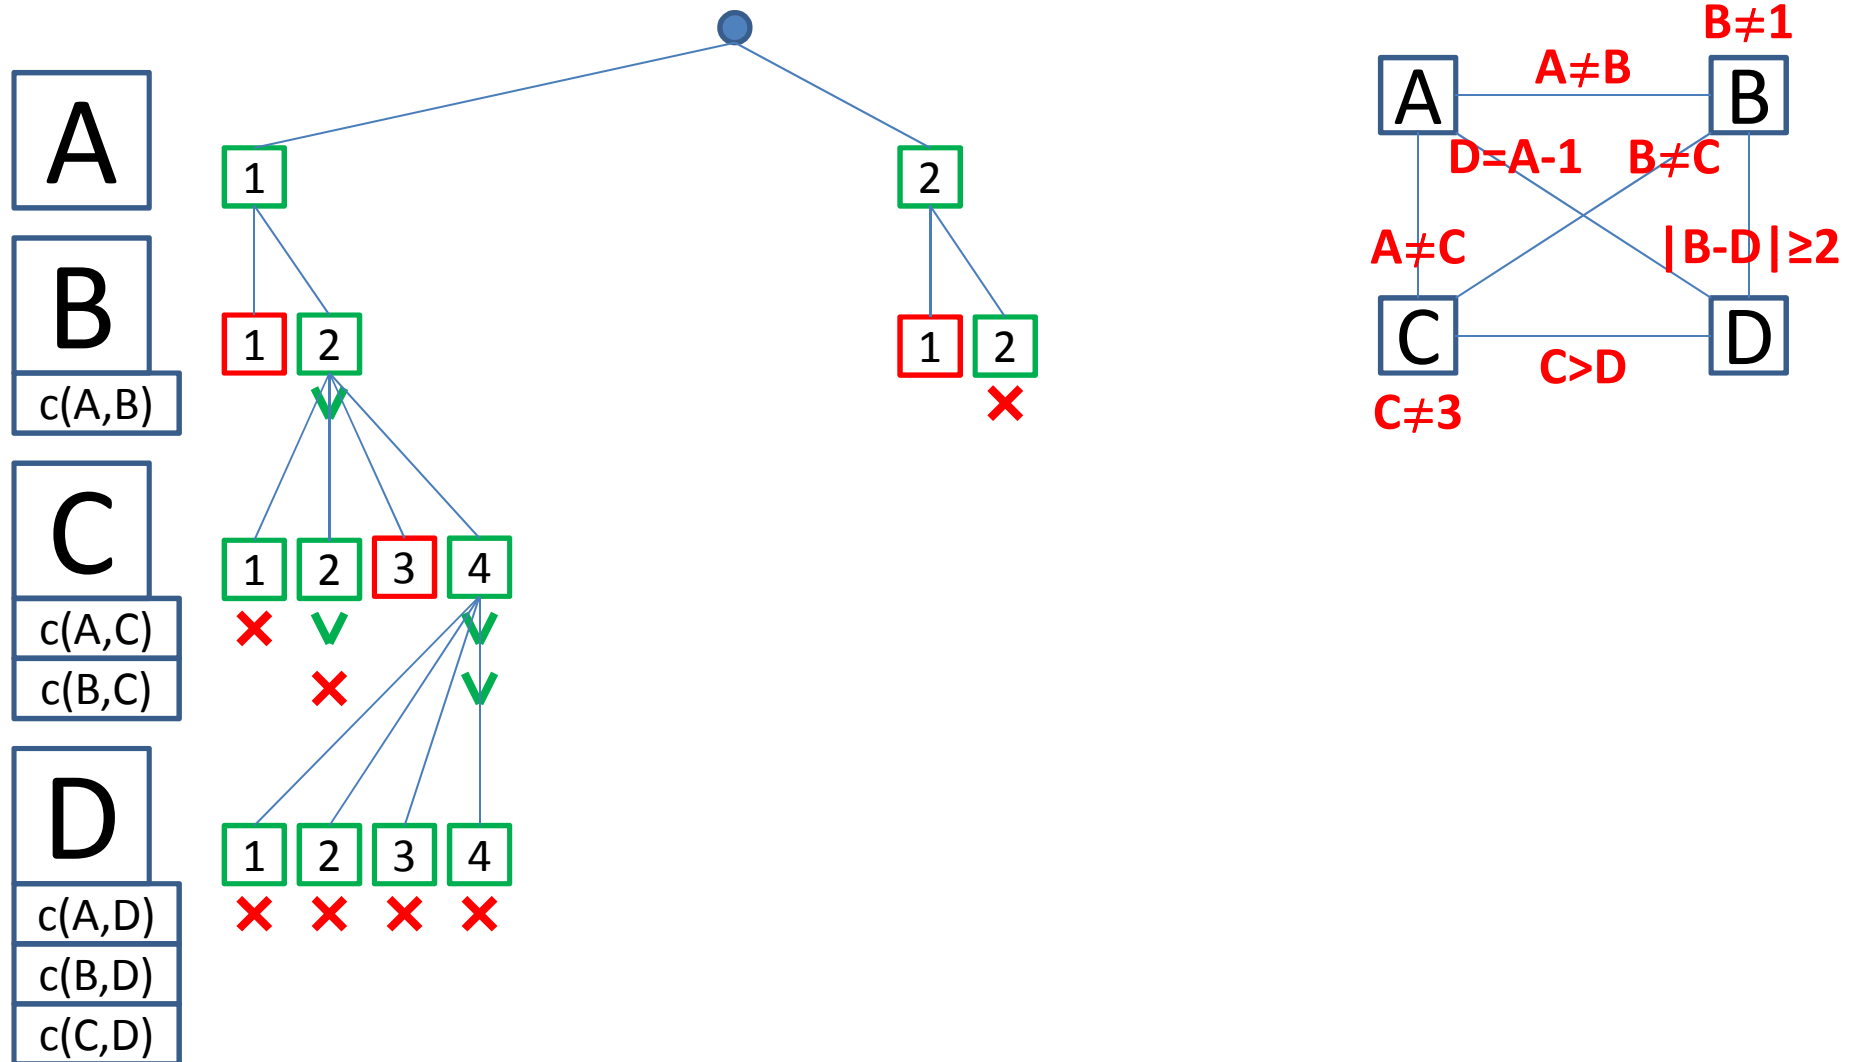 B≠1
A≠B
A B
D=A-1 B≠C
A≠C |B-D|≥2
C D
C>D
C≠3
A
1 2
B
1 2 1 2
c(A,B)
C
1 2 3 4
c(A,C)
c(B,C)
D
1 2 3 4
c(A,D)
c(B,D)
c(C,D)